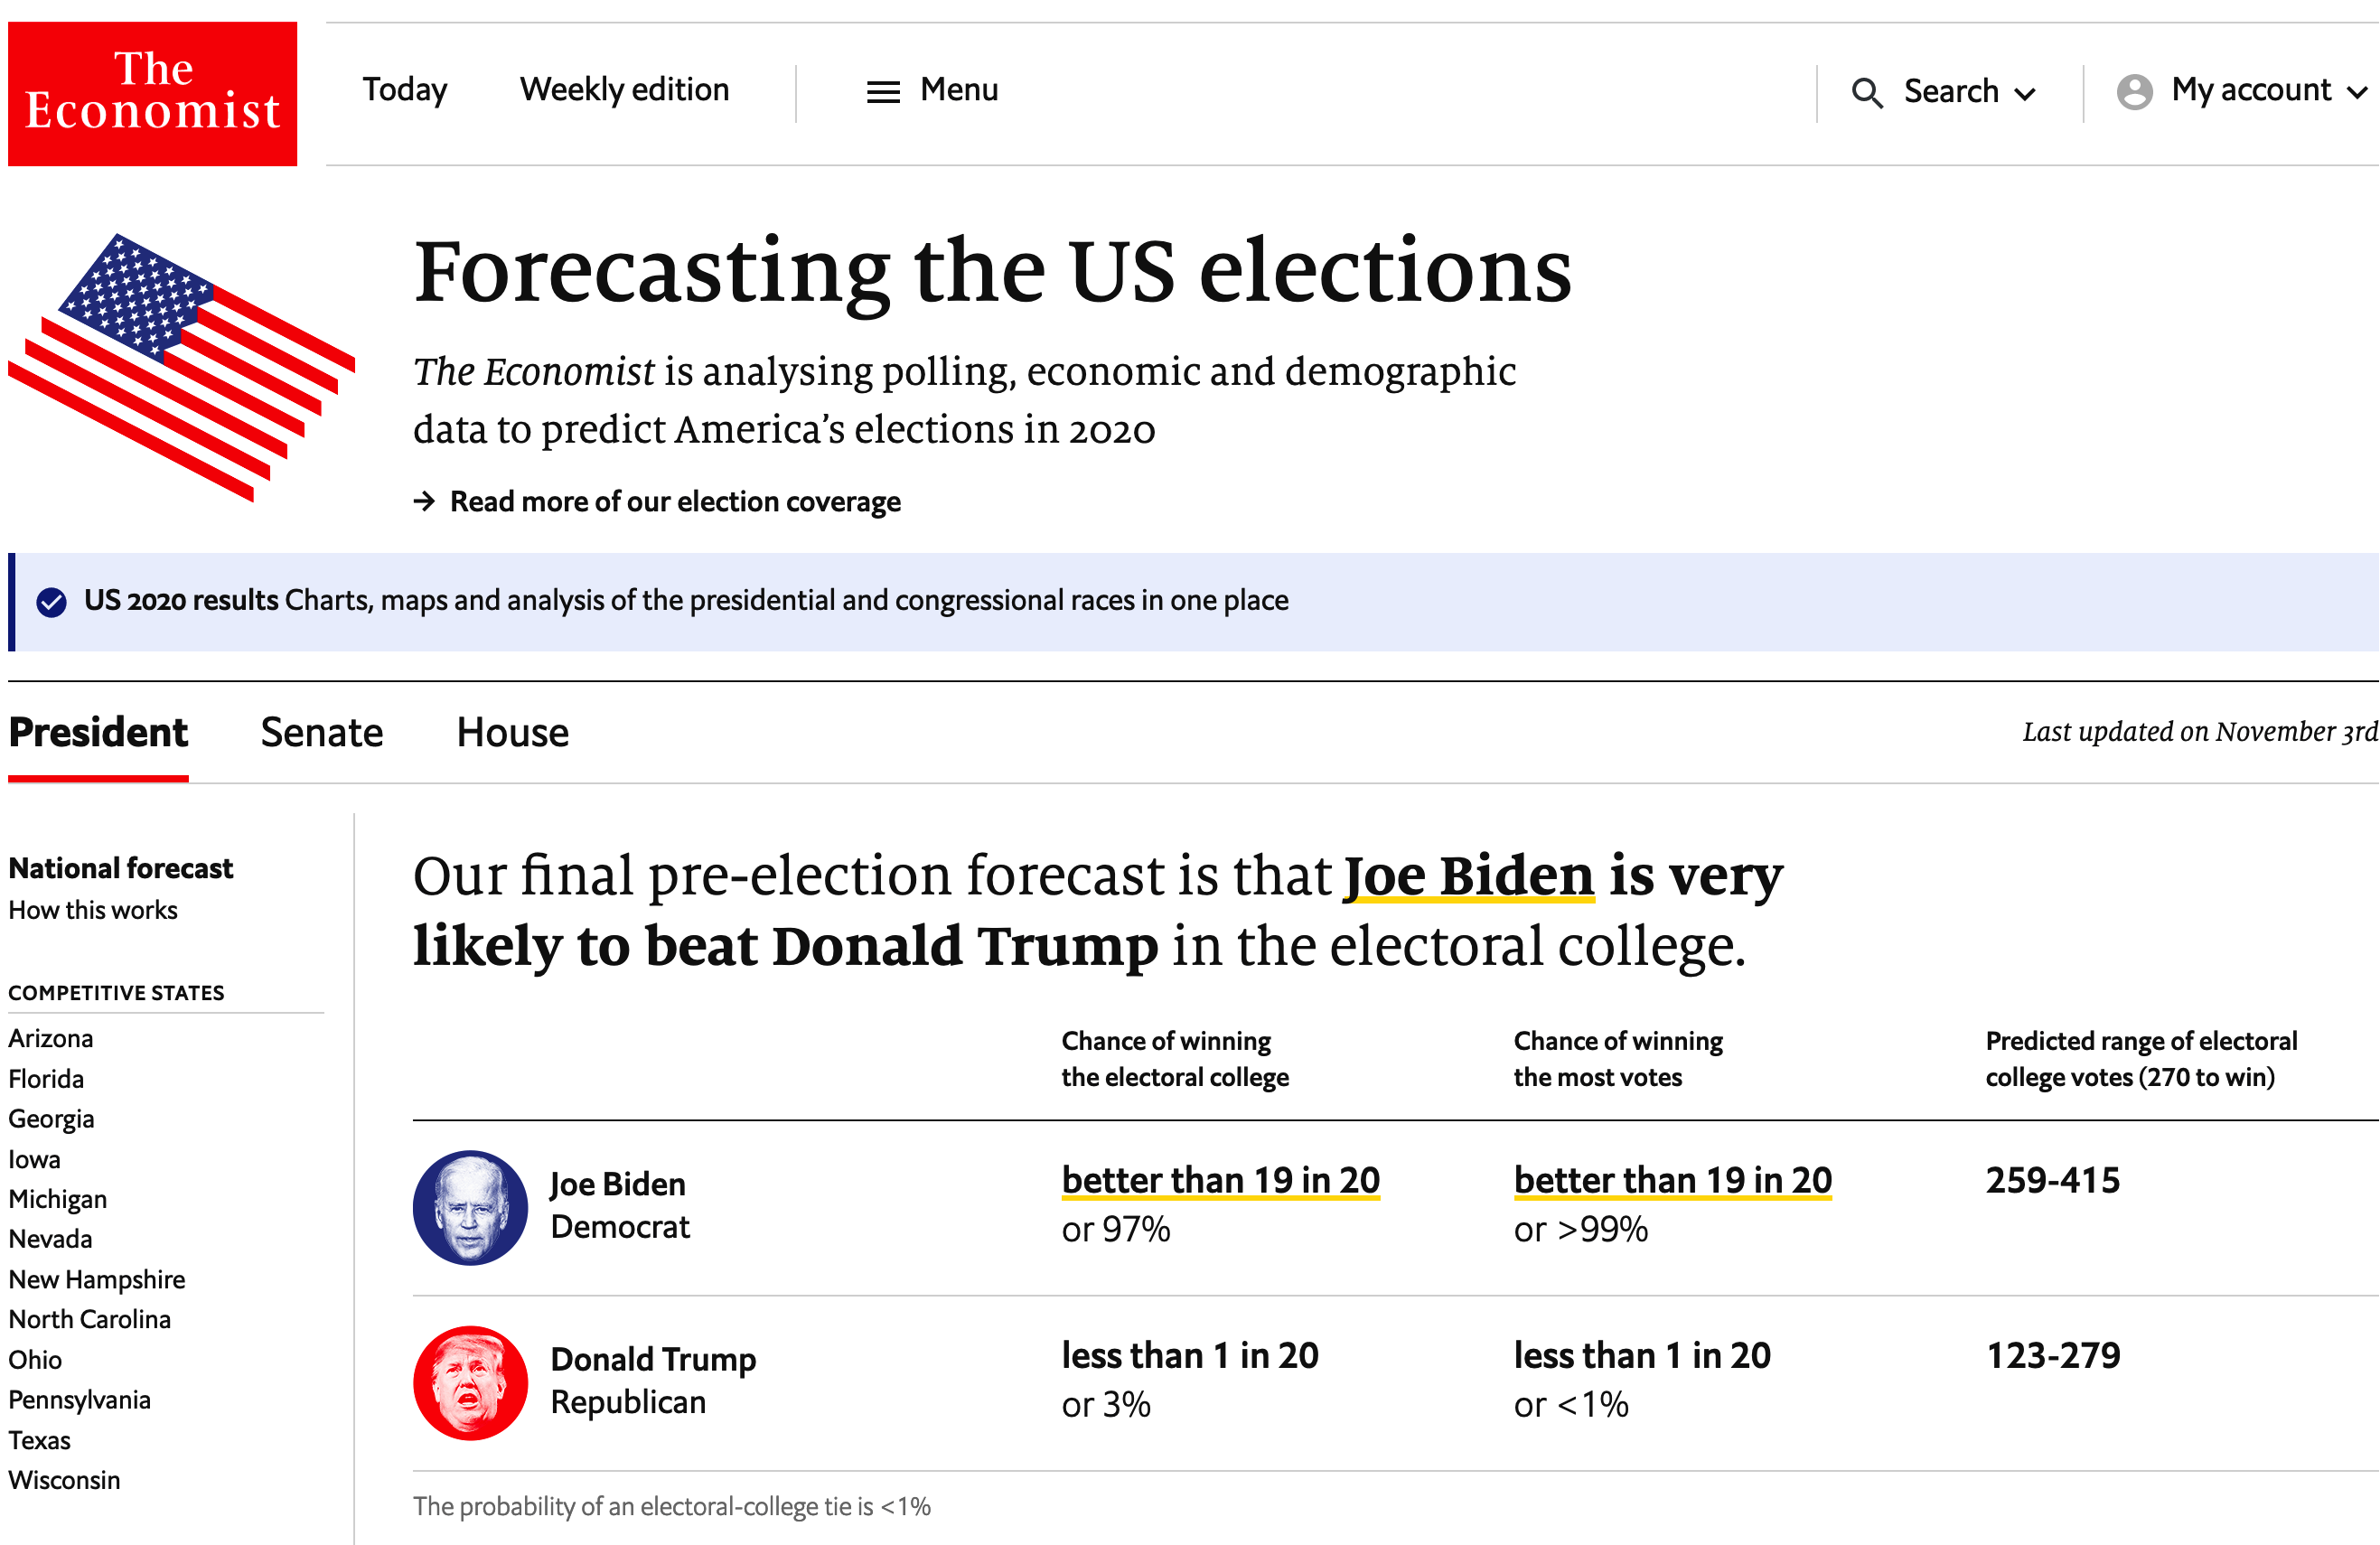 The
Economist
Today
Weekly edition
Menu
Search
My account
Forecasting the US elections
The Economist is analysing polling, economic and demographic
data to predict America’s elections in 2020
→ Read more of our election coverage
US 2020 results Charts, maps and analysis of the presidential and congressional races in one place
President
Senate
House
Last updated on November 3rd
National forecast
How this works
COMPETITIVE STATES
Arizona
Florida
Georgia
Iowa
Michigan
Nevada
New Hampshire
North Carolina
Ohio
Pennsylvania
Texas
Wisconsin
Our final pre-election forecast is that Joe Biden is very
likely to beat Donald Trump in the electoral college.
Chance of winning
the electoral college
Chance of winning
the most votes
Predicted range of electoral
college votes (270 to win)
Joe Biden
Democrat
better than 19 in 20
or 97%
better than 19 in 20
or >99%
259-415
Donald Trump
Republican
less than 1 in 20
or 3%
less than 1 in 20
or <1%
123-279
The probability of an electoral-college tie is <1%